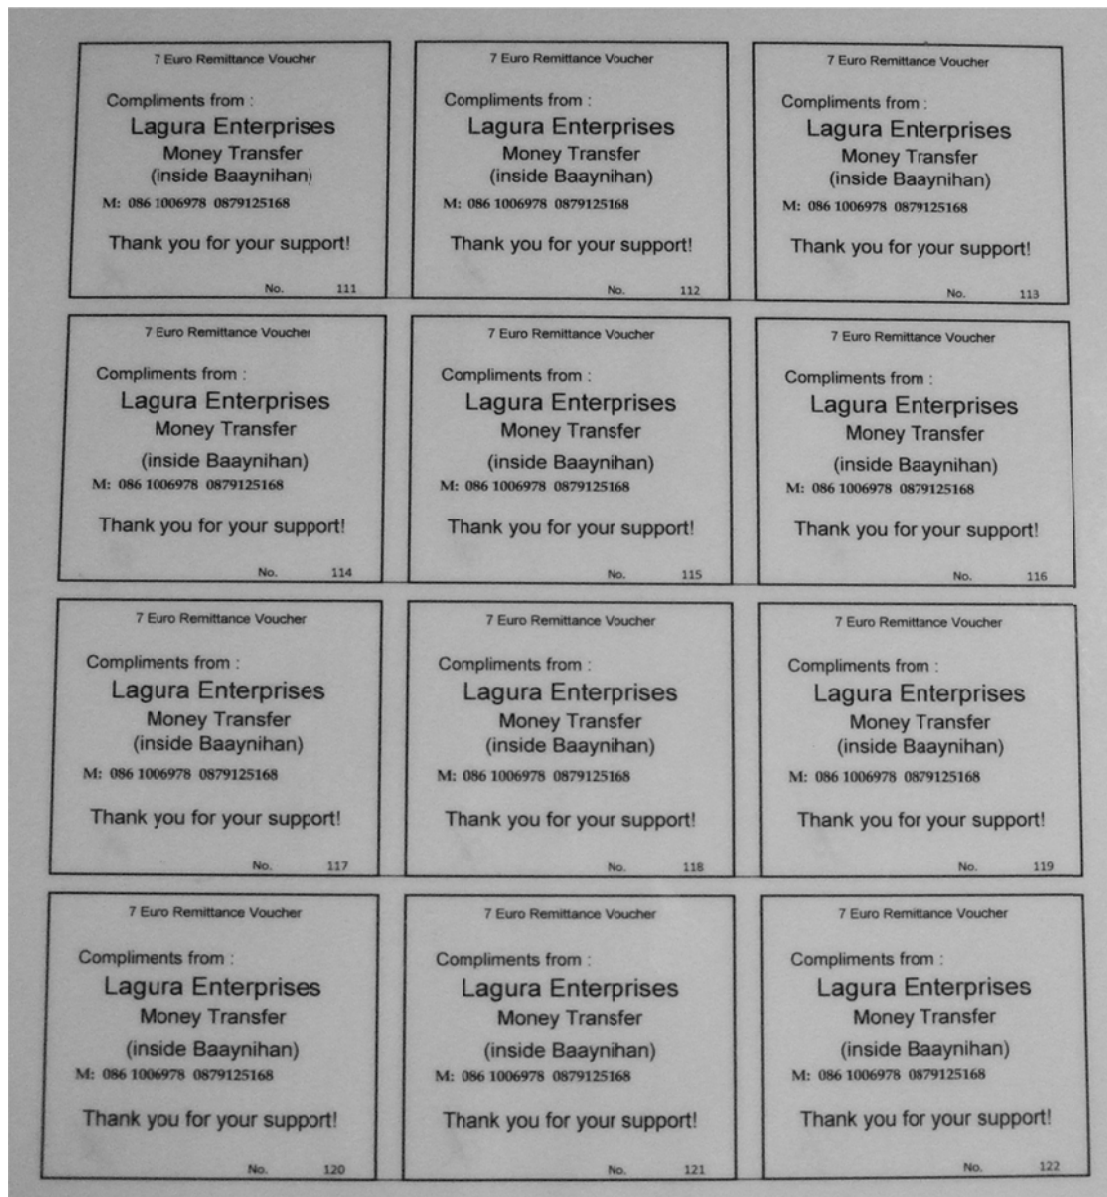 7 Euro Remittance Voucher
Compliments from :
Lagura Enterprises
Money Transfer
(inside Baaynihan)
M: 086 1006978 0879125168
Thank you for your support!
No. 111
7 Euro Remittance Voucher
Compliments from :
Lagura Enterprises
Money Transfer
(inside Baaynihan)
M: 086 1006978 0879125168
Thank you for your support!
No. 112
7 Euro Remittance Voucher
Compliments from :
Lagura Enterprises
Money Transfer
(inside Baaynihan)
M: 086 1006978 0879125168
Thank you for your support!
No. 113
7 Euro Remittance Voucher
Compliments from :
Lagura Enterprises
Money Transfer
(inside Baaynihan)
M: 086 1006978 0879125168
Thank you for your support!
No. 114
7 Euro Remittance Voucher
Compliments from :
Lagura Enterprises
Money Transfer
(inside Baaynihan)
M: 086 1006978 0879125168
Thank you for your support!
No. 115
7 Euro Remittance Voucher
Compliments from :
Lagura Enterprises
Money Transfer
(inside Baaynihan)
M: 086 1006978 0879125168
Thank you for your support!
No. 116
7 Euro Remittance Voucher
Compliments from :
Lagura Enterprises
Money Transfer
(inside Baaynihan)
M: 086 1006978 0879125168
Thank you for your support!
No. 117
7 Euro Remittance Voucher
Compliments from :
Lagura Enterprises
Money Transfer
(inside Baaynihan)
M: 086 1006978 0879125168
Thank you for your support!
No. 118
7 Euro Remittance Voucher
Compliments from :
Lagura Enterprises
Money Transfer
(inside Baaynihan)
M: 086 1006978 0879125168
Thank you for your support!
No. 119
7 Euro Remittance Voucher
Compliments from :
Lagura Enterprises
Money Transfer
(inside Baaynihan)
M: 086 1006978 0879125168
Thank you for your support!
No. 120
7 Euro Remittance Voucher
Compliments from :
Lagura Enterprises
Money Transfer
(inside Baaynihan)
M: 086 1006978 0879125168
Thank you for your support!
No. 121
7 Euro Remittance Voucher
Compliments from :
Lagura Enterprises
Money Transfer
(inside Baaynihan)
M: 086 1006978 0879125168
Thank you for your support!
No. 122